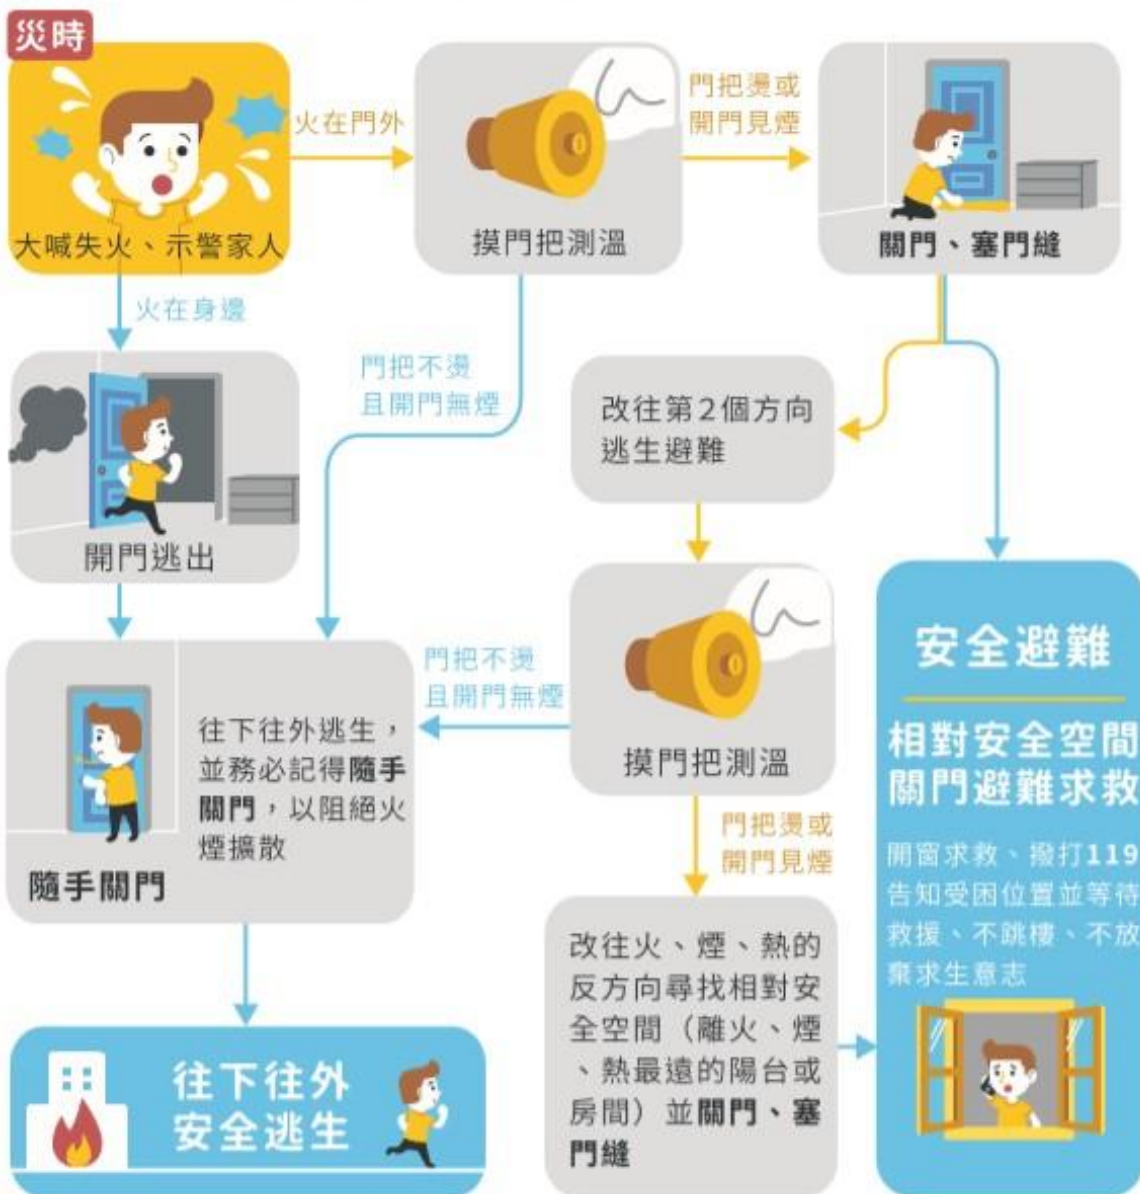 災時
大喊失火、示警家人
火在門外
摸門把測溫
門把燙或
開門見煙
關門、塞門縫
火在身邊
開門逃出
門把不燙
且開門無煙
改往第2個方向
逃生避難
摸門把測溫
門把不燙
且開門無煙
往下往外逃生，
並務必記得隨手
關門，以阻絕火
煙擴散
隨手關門
門把燙或
開門見煙
改往火、煙、熱的
反方向尋找相對安
全空間（離火、煙
、熱最遠的陽台或
房間）並關門、塞
門縫
往下往外
安全逃生
安全避難
相對安全空間
關門避難求救
開窗求救、撥打119
告知受困位置並等待
救援、不跳樓、不放
棄求生意志